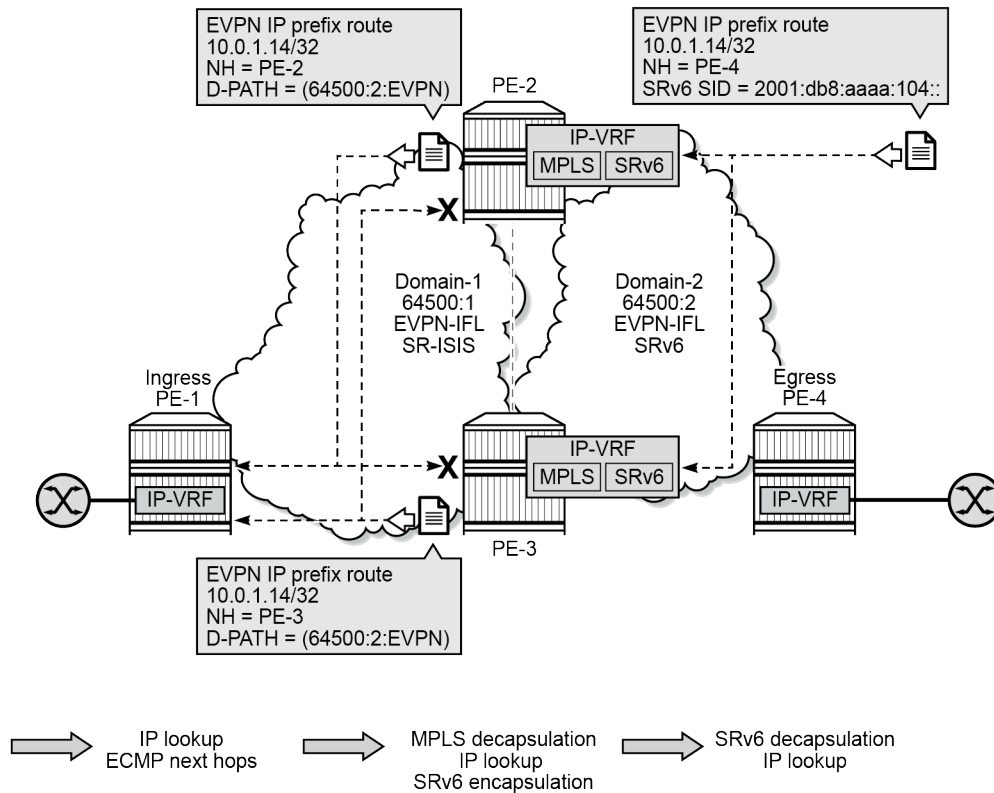 EVPN IP prefix route
10.0.1.14/32
NH = PE-2
D-PATH = (64500:2:EVPN)
PE-2
EVPN IP prefix route
10.0.1.14/32
NH = PE-4
SRv6 SID = 2001:db8:aaaa:104::
IP-VRF
MPLS
SRv6
X
Domain-1
64500:1
EVPN-IFL
SR-ISIS
Domain-2
64500:2
EVPN-IFL
SRv6
Ingress
PE-1
IP-VRF
X
IP-VRF
MPLS
SRv6
PE-3
Egress
PE-4
IP-VRF
EVPN IP prefix route
10.0.1.14/32
NH = PE-3
D-PATH = (64500:2:EVPN)
IP lookup
ECMP next hops
MPLS decapsulation
IP lookup
SRv6 encapsulation
SRv6 decapsulation
IP lookup